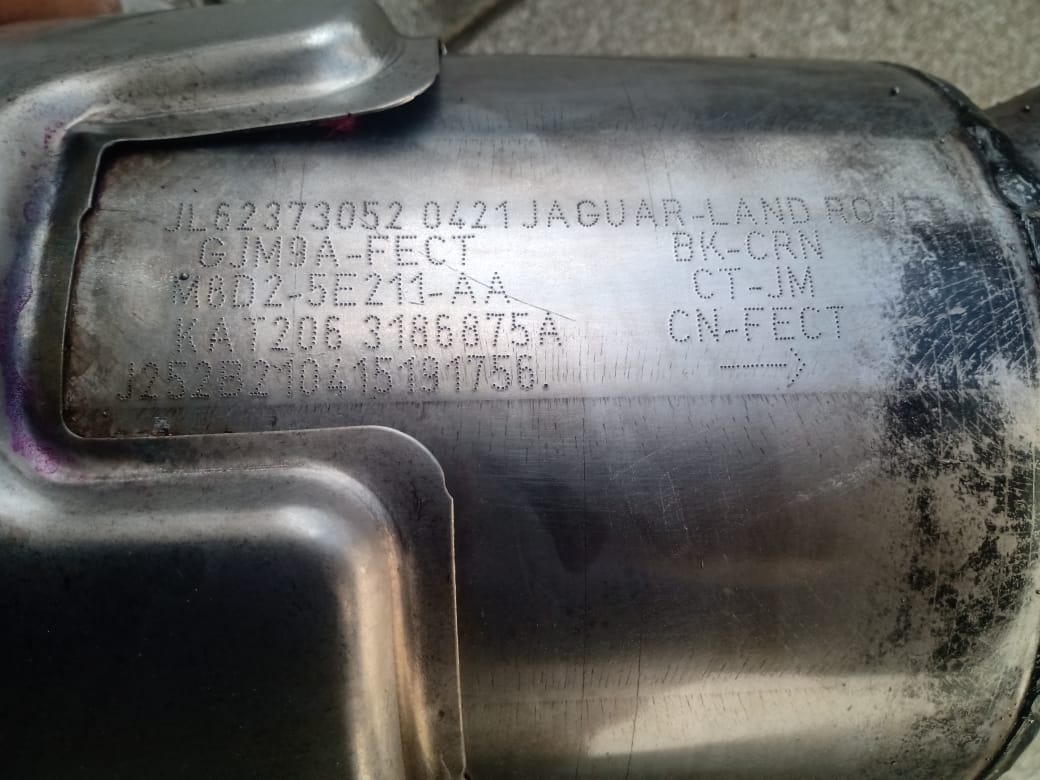 JL62373052 0421 JAGUAR-LAND ROVER
GJM9A-FECT BK-CRN
M8D2-5E211-AA CT-JM
KAT206 3186875A CN-FECT
J252B210415191756.